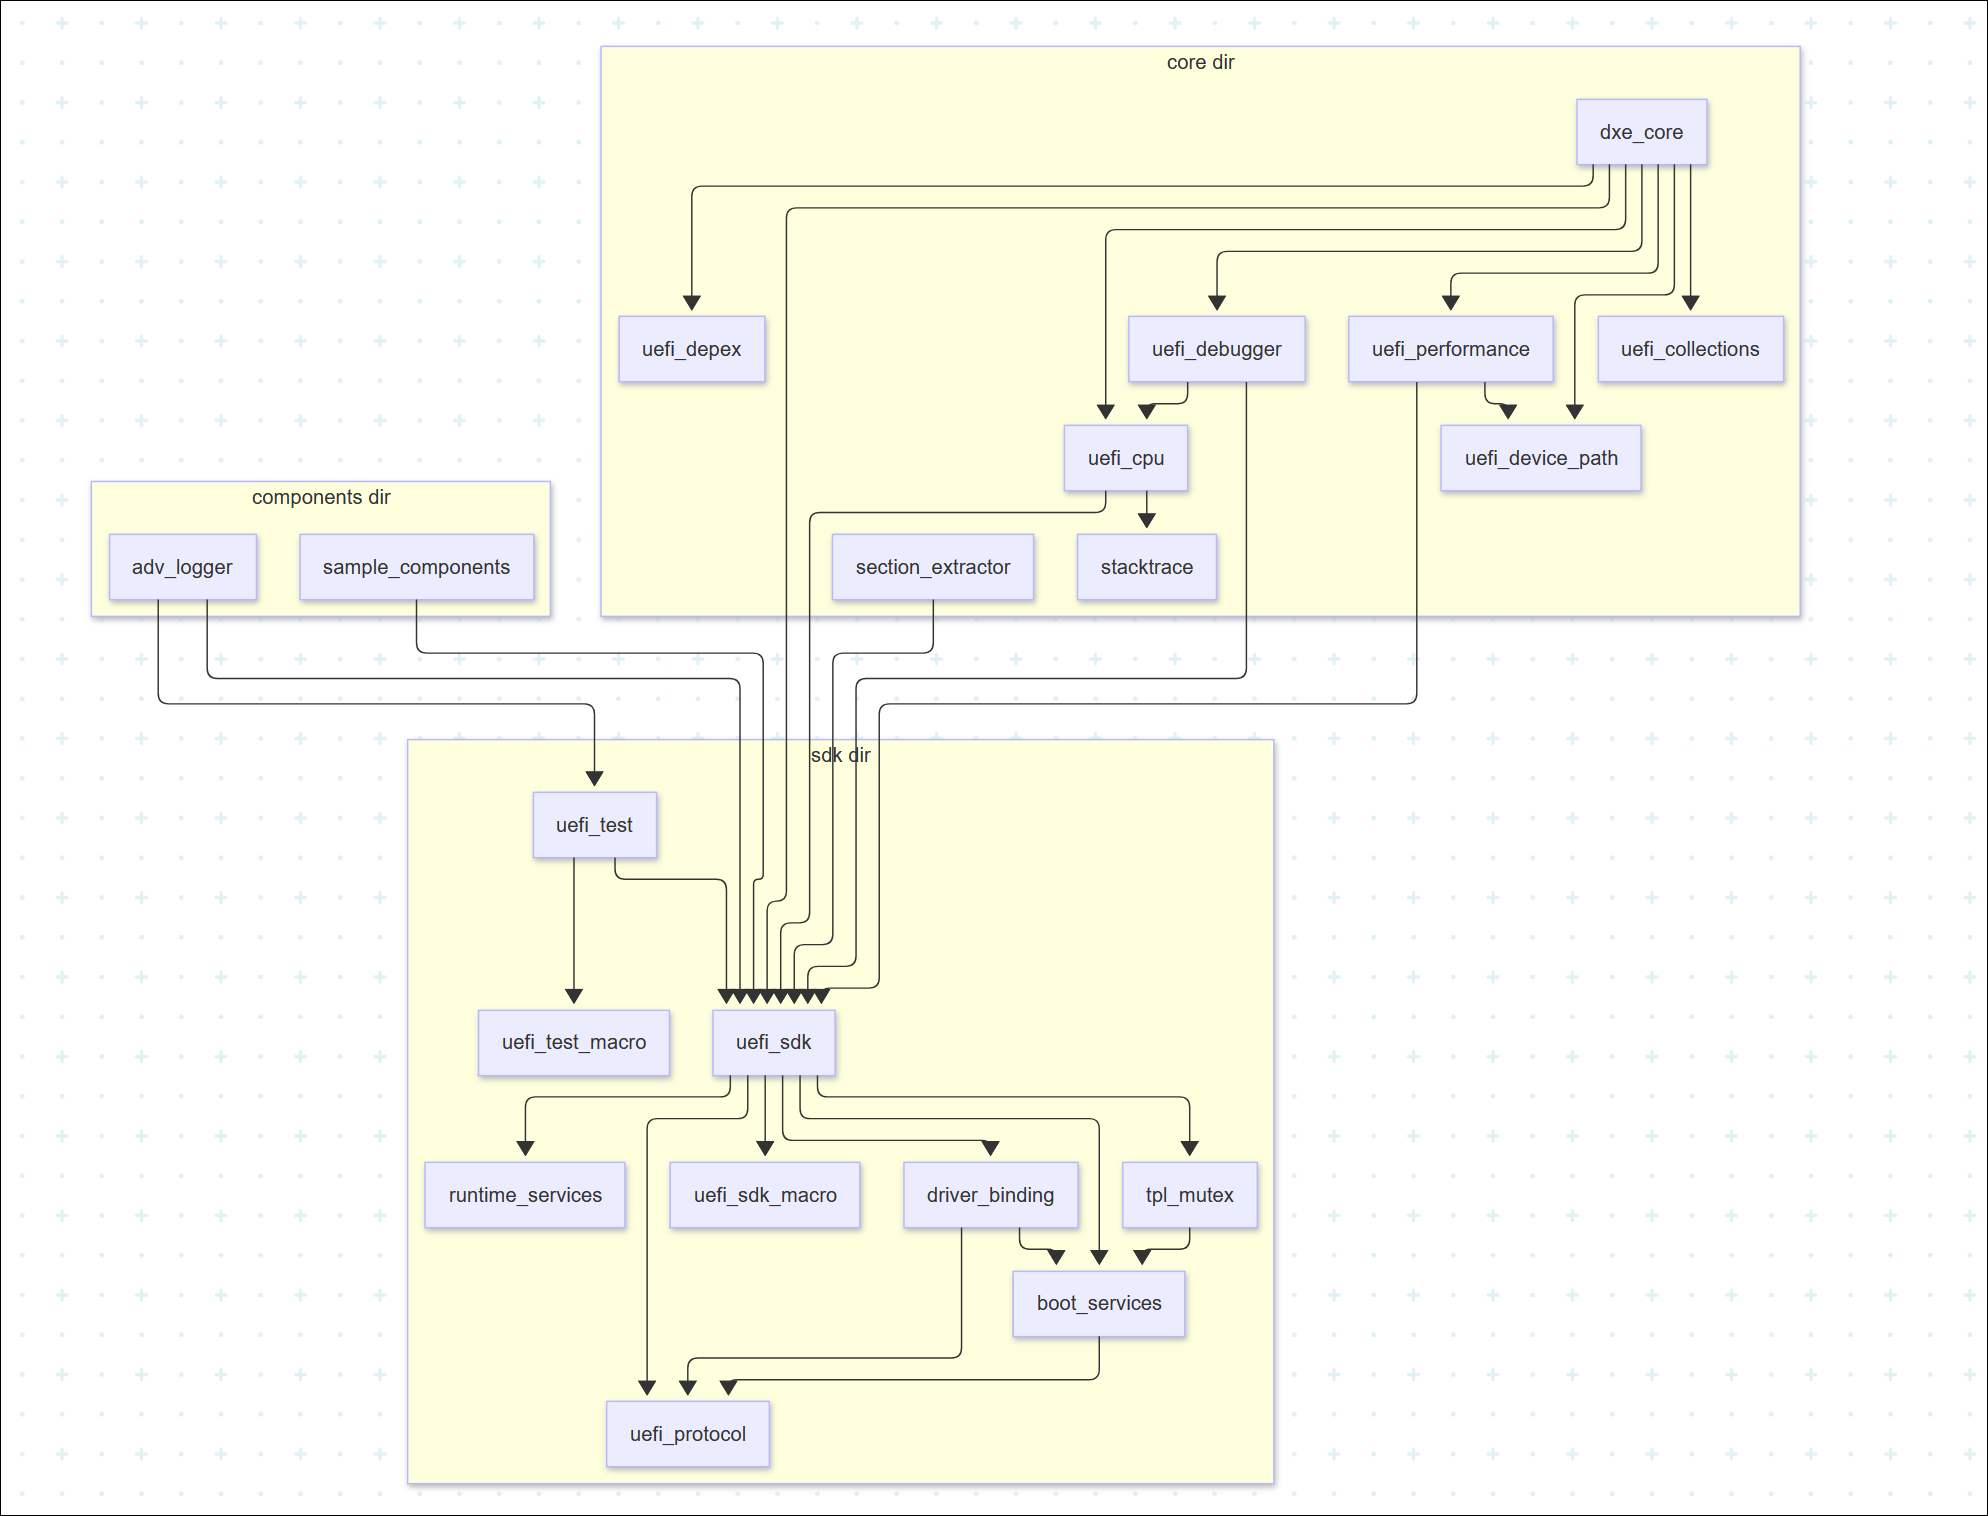 core dir
dxe_core
uefi_depex
uefi_debugger
uefi_performance
uefi_collections
uefi_cpu
uefi_device_path
components dir
adv_logger
sample_components
section_extractor
stacktrace
sdk dir
uefi_test
uefi_test_macro
uefi_sdk
runtime_services
uefi_sdk_macro
driver_binding
tpl_mutex
boot_services
uefi_protocol